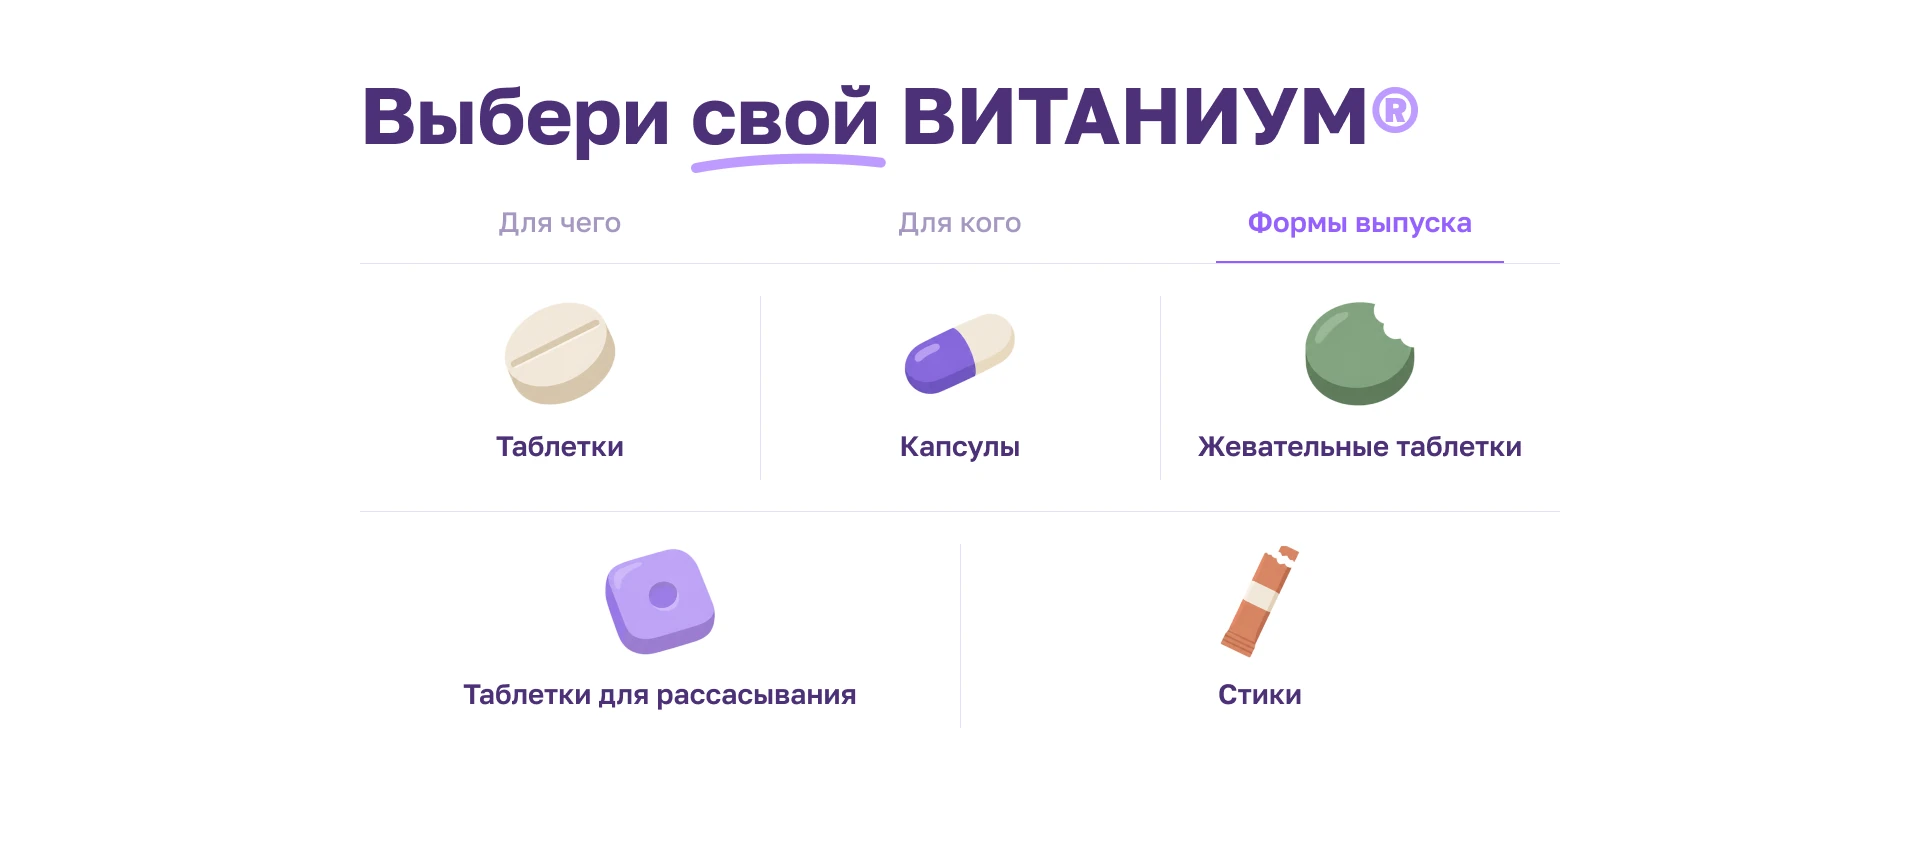 Выбери свой ВИТАНИУМ®
Для чего
Для кого
Формы выпуска
Таблетки
Капсулы
Жевательные таблетки
Таблетки для рассасывания
Стики